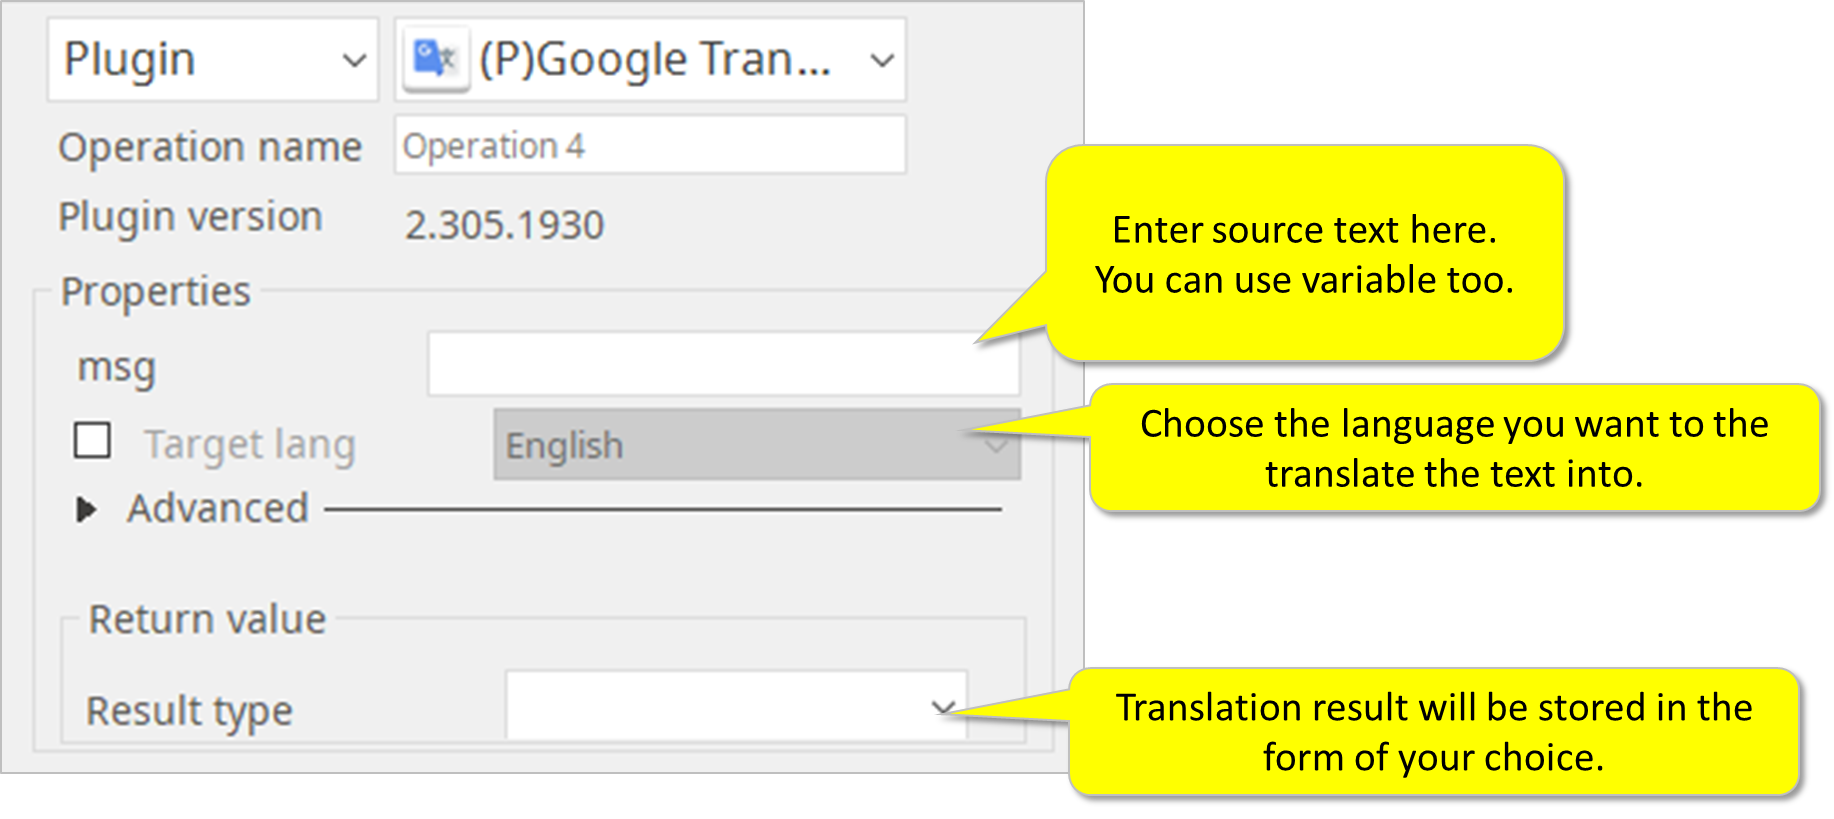 Plugin
(P)Google Tran...
Operation name
Operation 4
Plugin version
2.305.1930
Enter source text here.
You can use variable too.
Properties
msg
Target lang
English
Choose the language you want to the
translate the text into.
Advanced
Return value
Result type
Translation result will be stored in the
form of your choice.